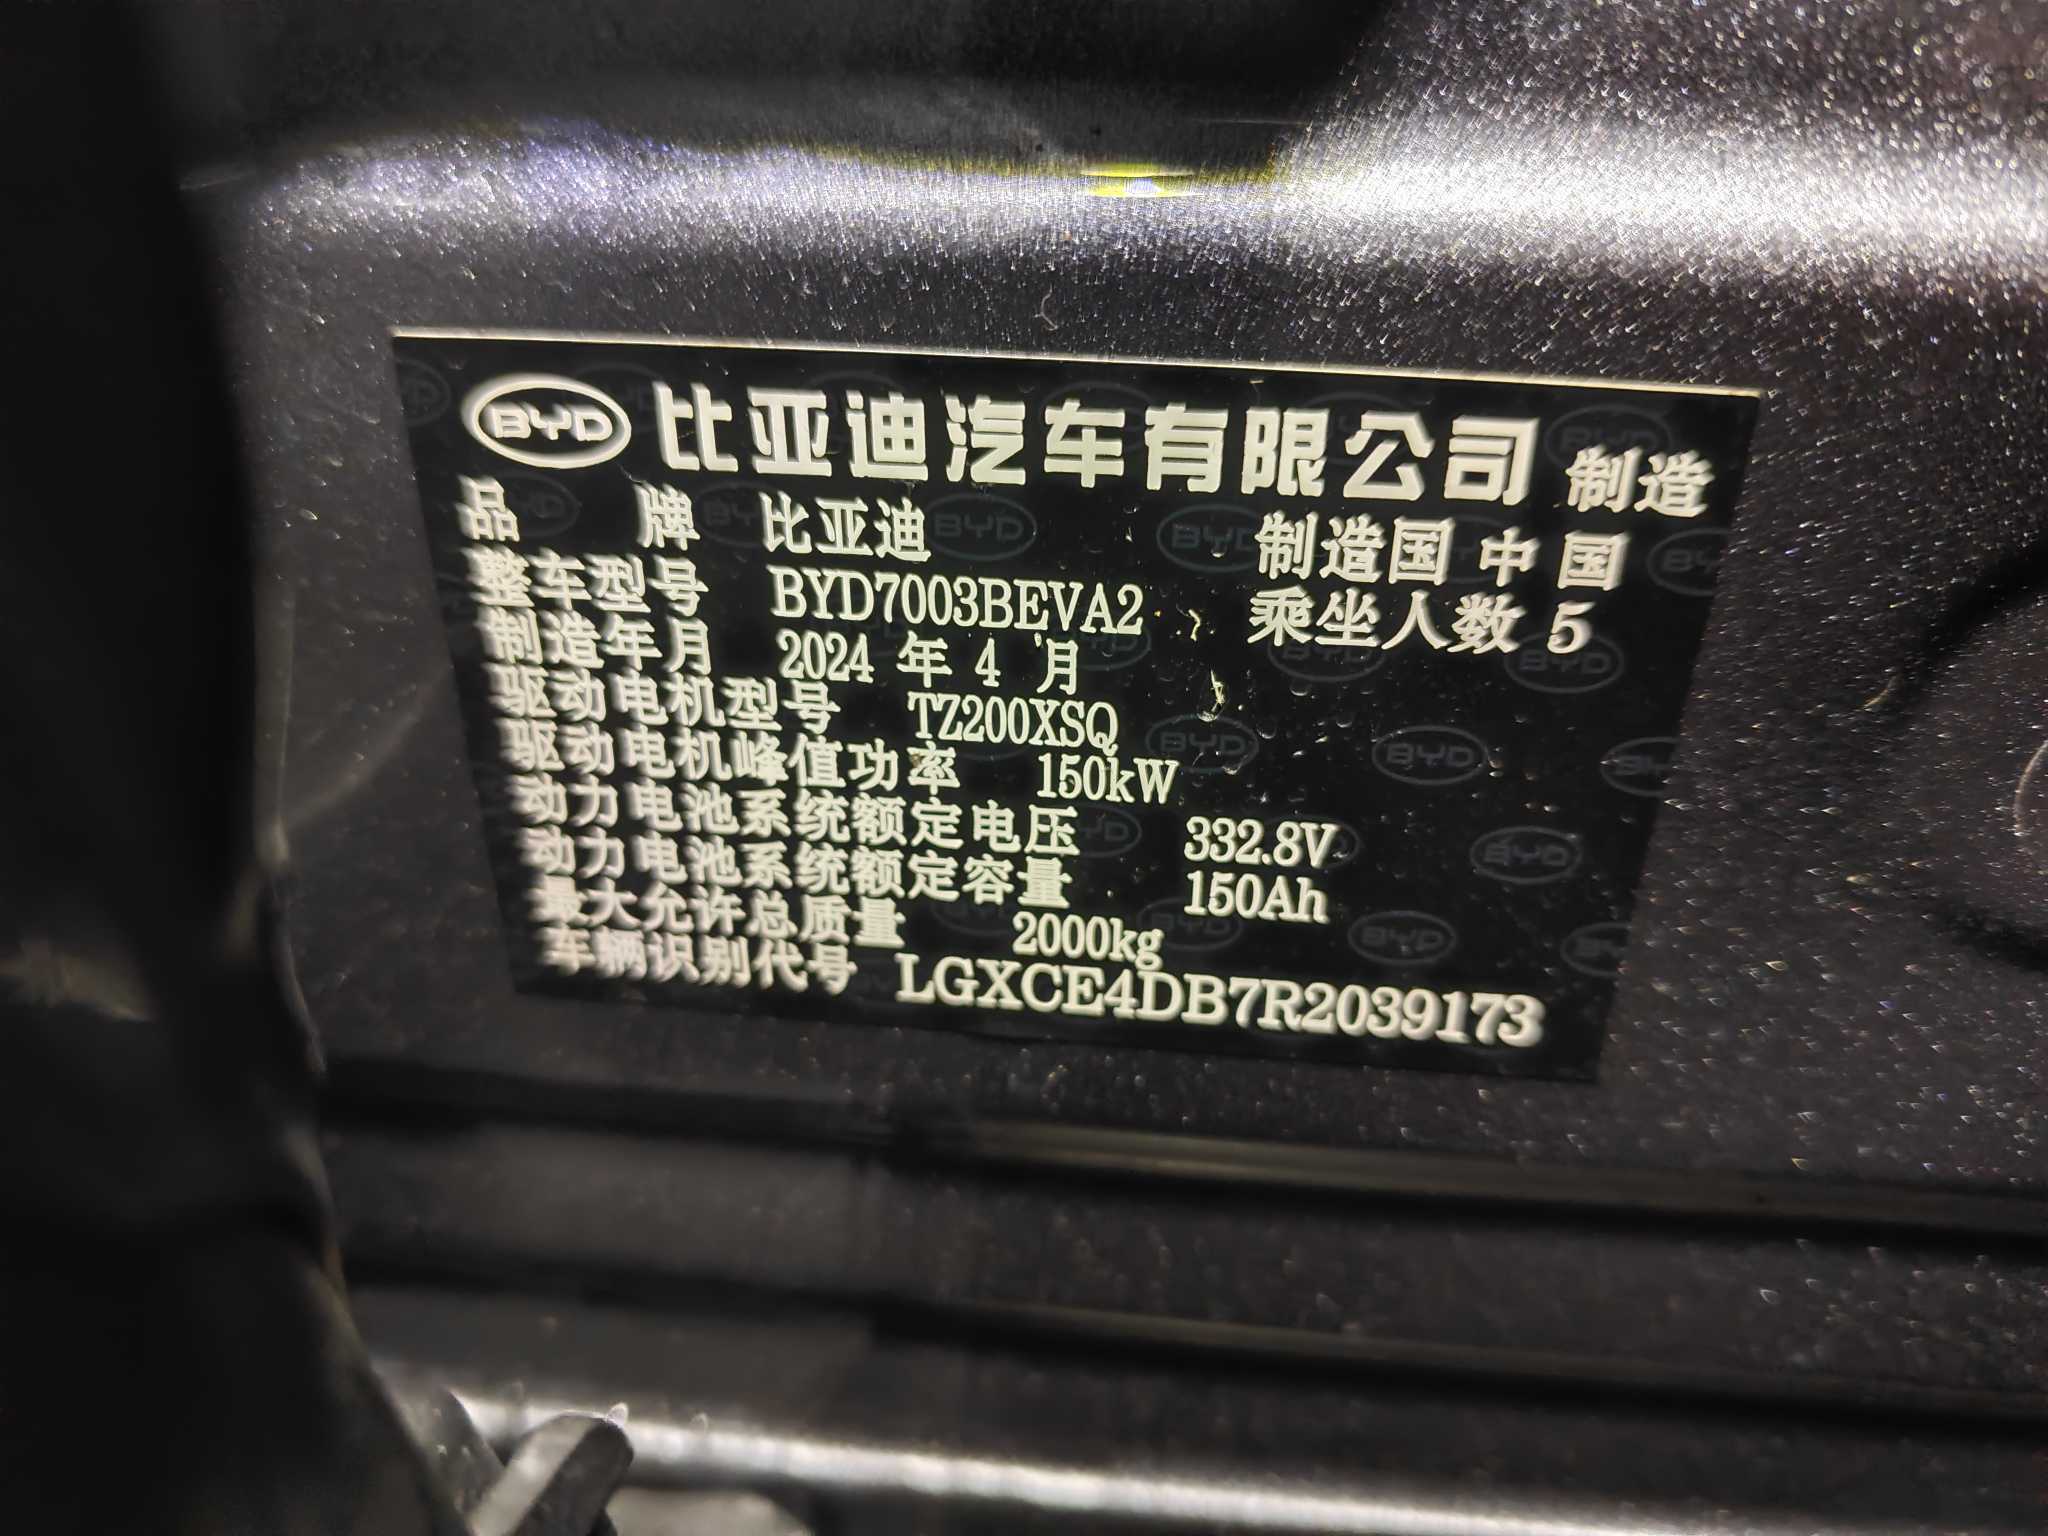 BYD 比亚迪汽车有限公司 制造
品 牌 比亚迪 制造国 中 国
整车型号 BYD7003BEVA2 乘坐人数 5
制造年月 2024 年 4 月
驱动电机型号 TZ200XSQ
驱动电机峰值功率 150kW
动力电池系统额定电压 332.8V
动力电池系统额定容量 150Ah
最大允许总质量 2000kg
车辆识别代号 LGXCE4DB7R2039173